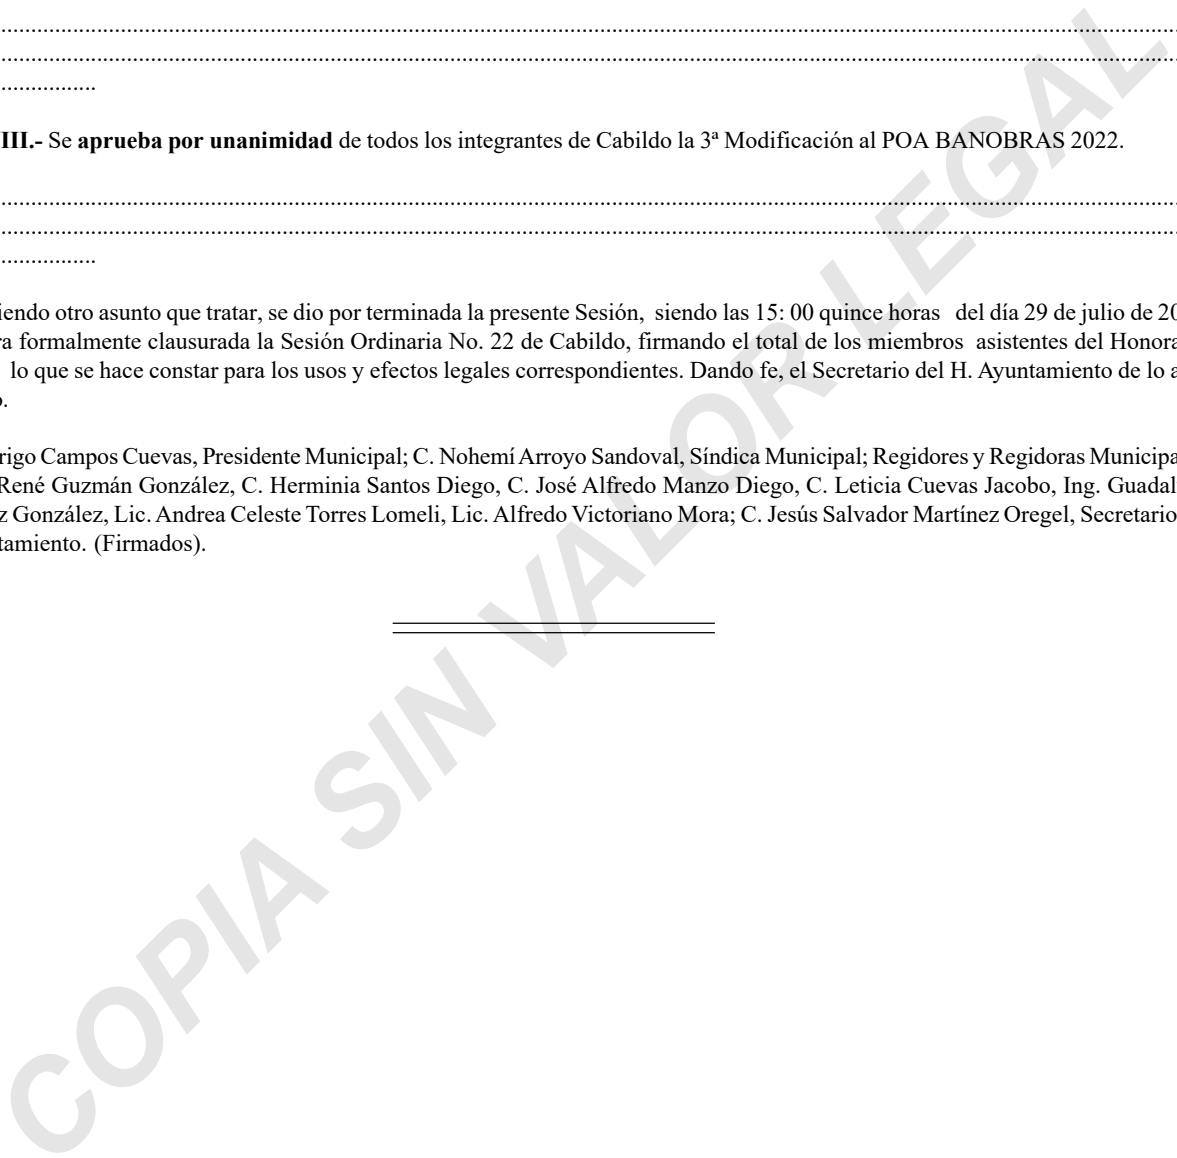 ................................................................................
................................................................................
................
III.- Se aprueba por unanimidad de todos los integrantes de Cabildo la 3ª Modificación al POA BANOBRAS 2022.
................................................................................
................................................................................
................
iendo otro asunto que tratar, se dio por terminada la presente Sesión, siendo las 15: 00 quince horas del día 29 de julio de 20
ra formalmente clausurada la Sesión Ordinaria No. 22 de Cabildo, firmando el total de los miembros asistentes del Honora
lo que se hace constar para los usos y efectos legales correspondientes. Dando fe, el Secretario del H. Ayuntamiento de lo a
o.
rigo Campos Cuevas, Presidente Municipal; C. Nohemí Arroyo Sandoval, Síndica Municipal; Regidores y Regidoras Municipa
René Guzmán González, C. Herminia Santos Diego, C. José Alfredo Manzo Diego, C. Leticia Cuevas Jacobo, Ing. Guadal
z González, Lic. Andrea Celeste Torres Lomeli, Lic. Alfredo Victoriano Mora; C. Jesús Salvador Martínez Oregel, Secretario
tamiento. (Firmados).
COPIA SIN VALOR LEGAL